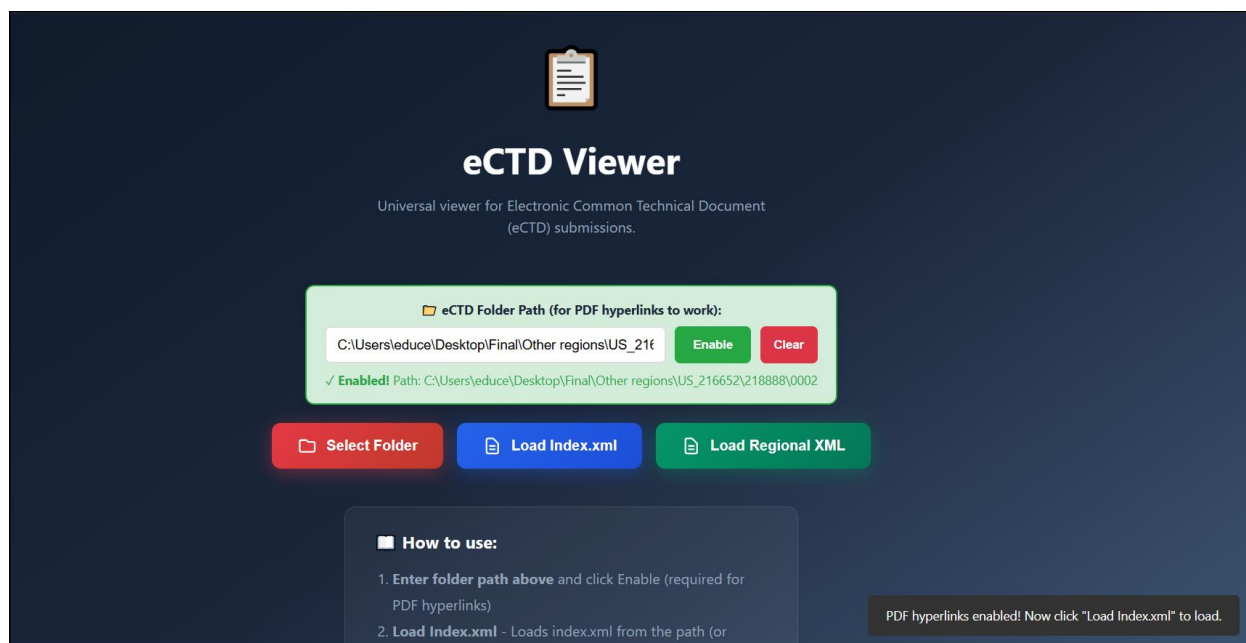 eCTD Viewer
Universal viewer for Electronic Common Technical Document
(eCTD) submissions.
eCTD Folder Path (for PDF hyperlinks to work):
C:\Users\educe\Desktop\Final\Other regions\US_216
Enable
Clear
✓ Enabled! Path: C:\Users\educe\Desktop\Final\Other regions\US_216652\218888\0002
Select Folder
Load Index.xml
Load Regional XML
How to use:
1. Enter folder path above and click Enable (required for
PDF hyperlinks)
2. Load Index.xml - Loads index.xml from the path (or
PDF hyperlinks enabled! Now click "Load Index.xml" to load.